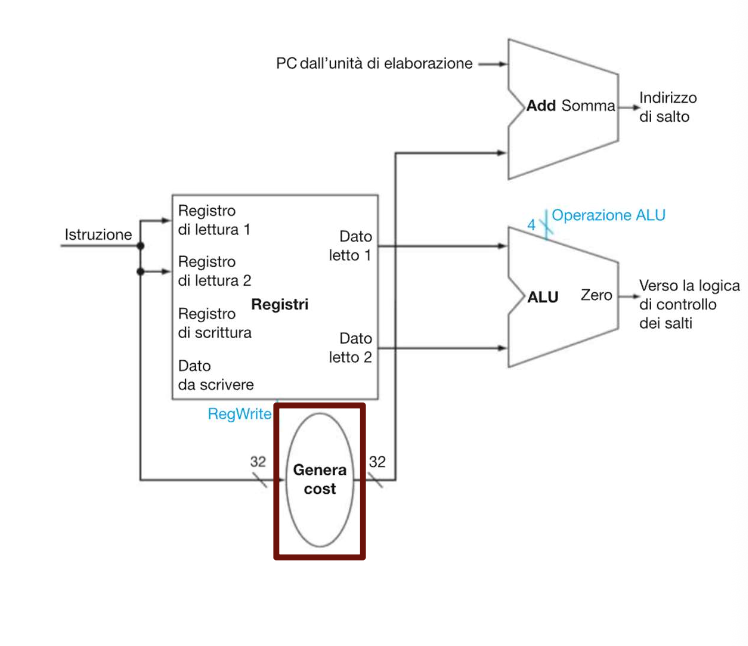 PC dall'unità di elaborazione
Add Somma
Indirizzo
di salto
Istruzione
Registro
di lettura 1
Registro
di lettura 2
Registri
Registro
di scrittura
Dato
da scrivere
Dato
letto 1
Dato
letto 2
RegWrite
4
Operazione ALU
ALU Zero
Verso la logica
di controllo
dei salti
32
Genera
cost
32